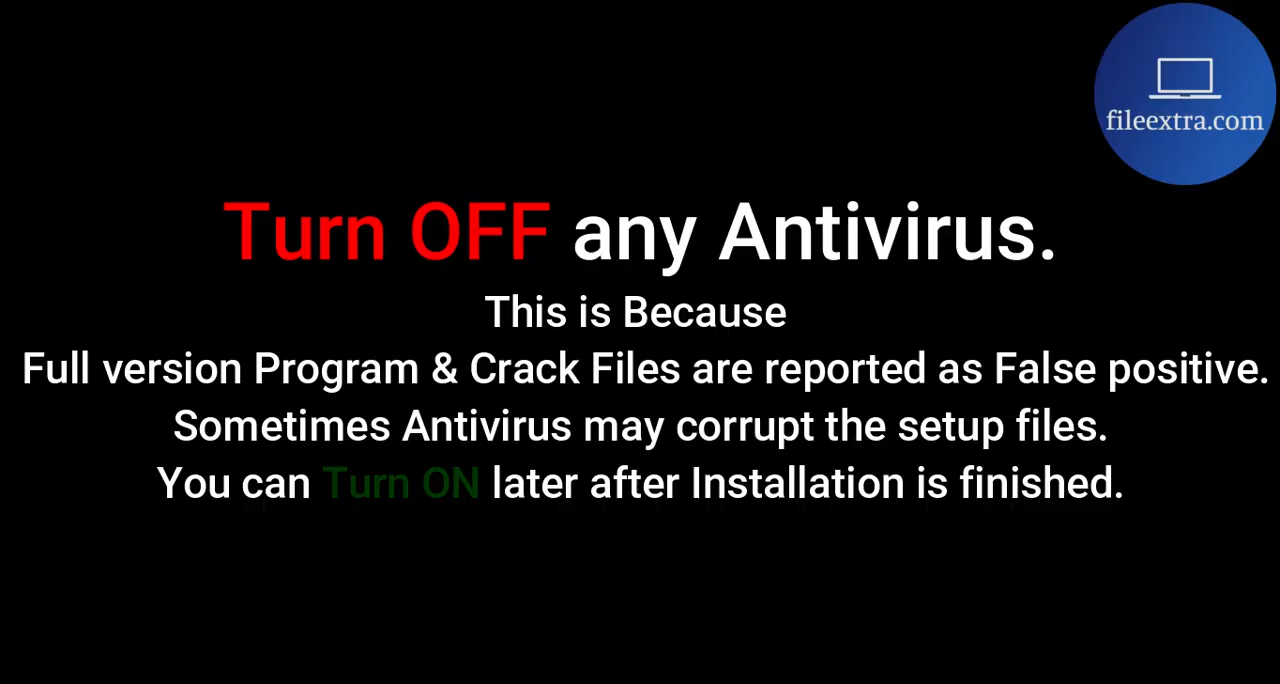 fileextra.com
Turn OFF any Antivirus.
This is Because
Full version Program & Crack Files are reported as False positive.
Sometimes Antivirus may corrupt the setup files.
You can Turn ON later after Installation is finished.